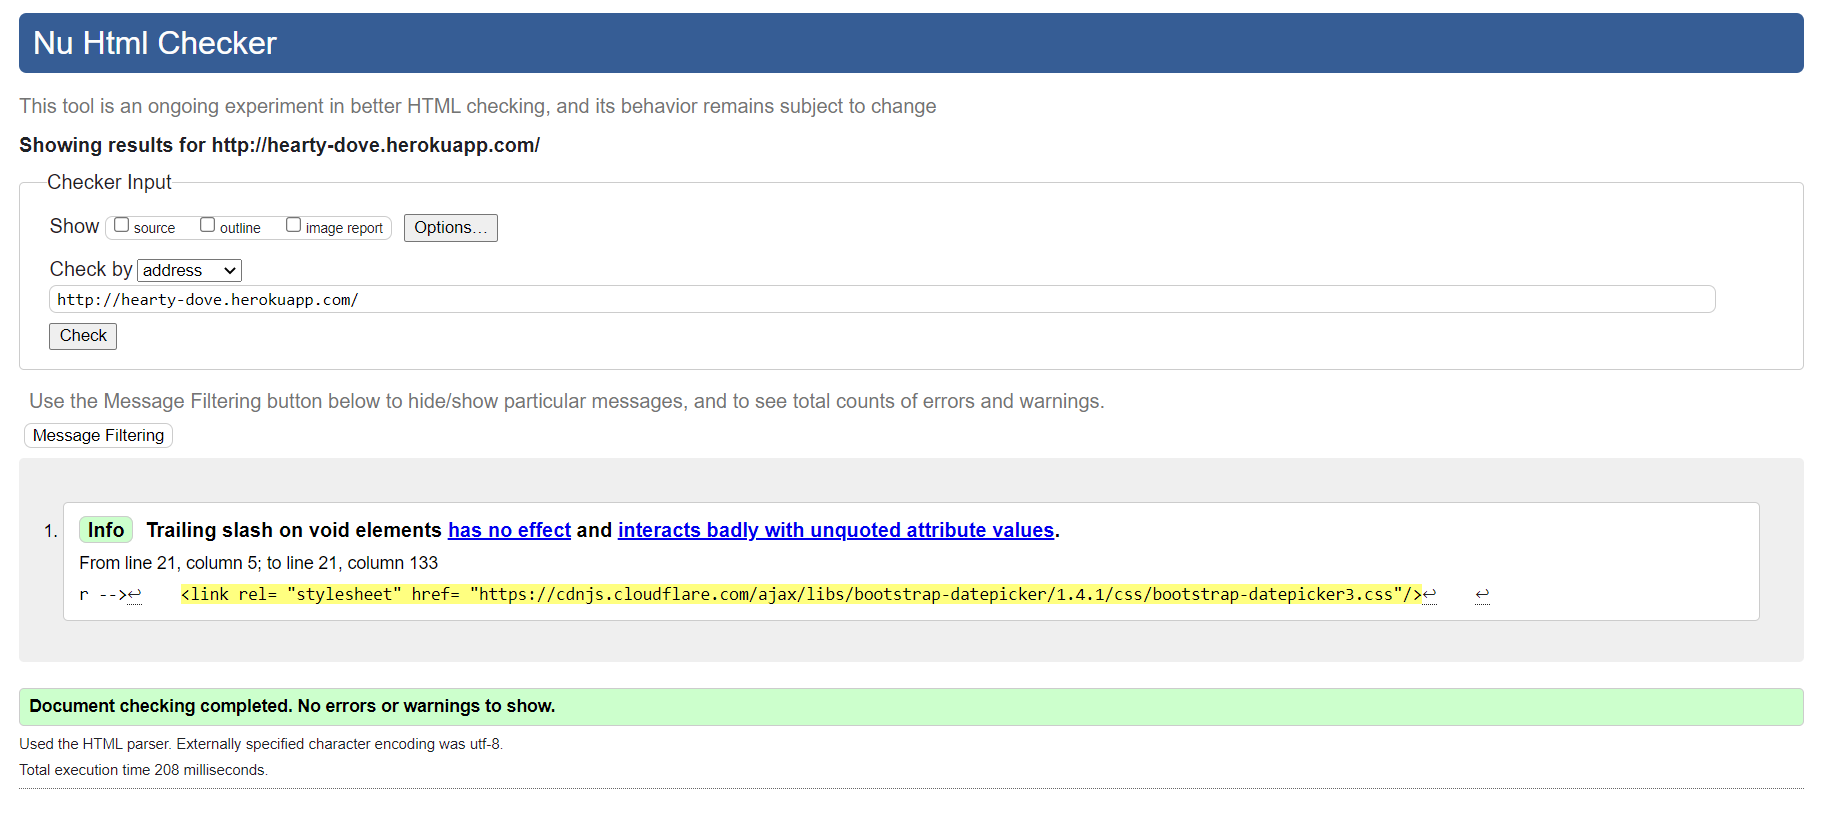 Nu Html Checker
This tool is an ongoing experiment in better HTML checking, and its behavior remains subject to change
Showing results for http://hearty-dove.herokuapp.com/
Checker Input
Show source outline image report Options...
Check by address
http://hearty-dove.herokuapp.com/
Check
Use the Message Filtering button below to hide/show particular messages, and to see total counts of errors and warnings.
Message Filtering
1. Info Trailing slash on void elements has no effect and interacts badly with unquoted attribute values.
From line 21, column 5; to line 21, column 133
r -->↩ <link rel= "stylesheet" href= "https://cdnjs.cloudflare.com/ajax/libs/bootstrap-datepicker/1.4.1/css/bootstrap-datepicker3.css"/>↩ ↩
Document checking completed. No errors or warnings to show.
Used the HTML parser. Externally specified character encoding was utf-8.
Total execution time 208 milliseconds.